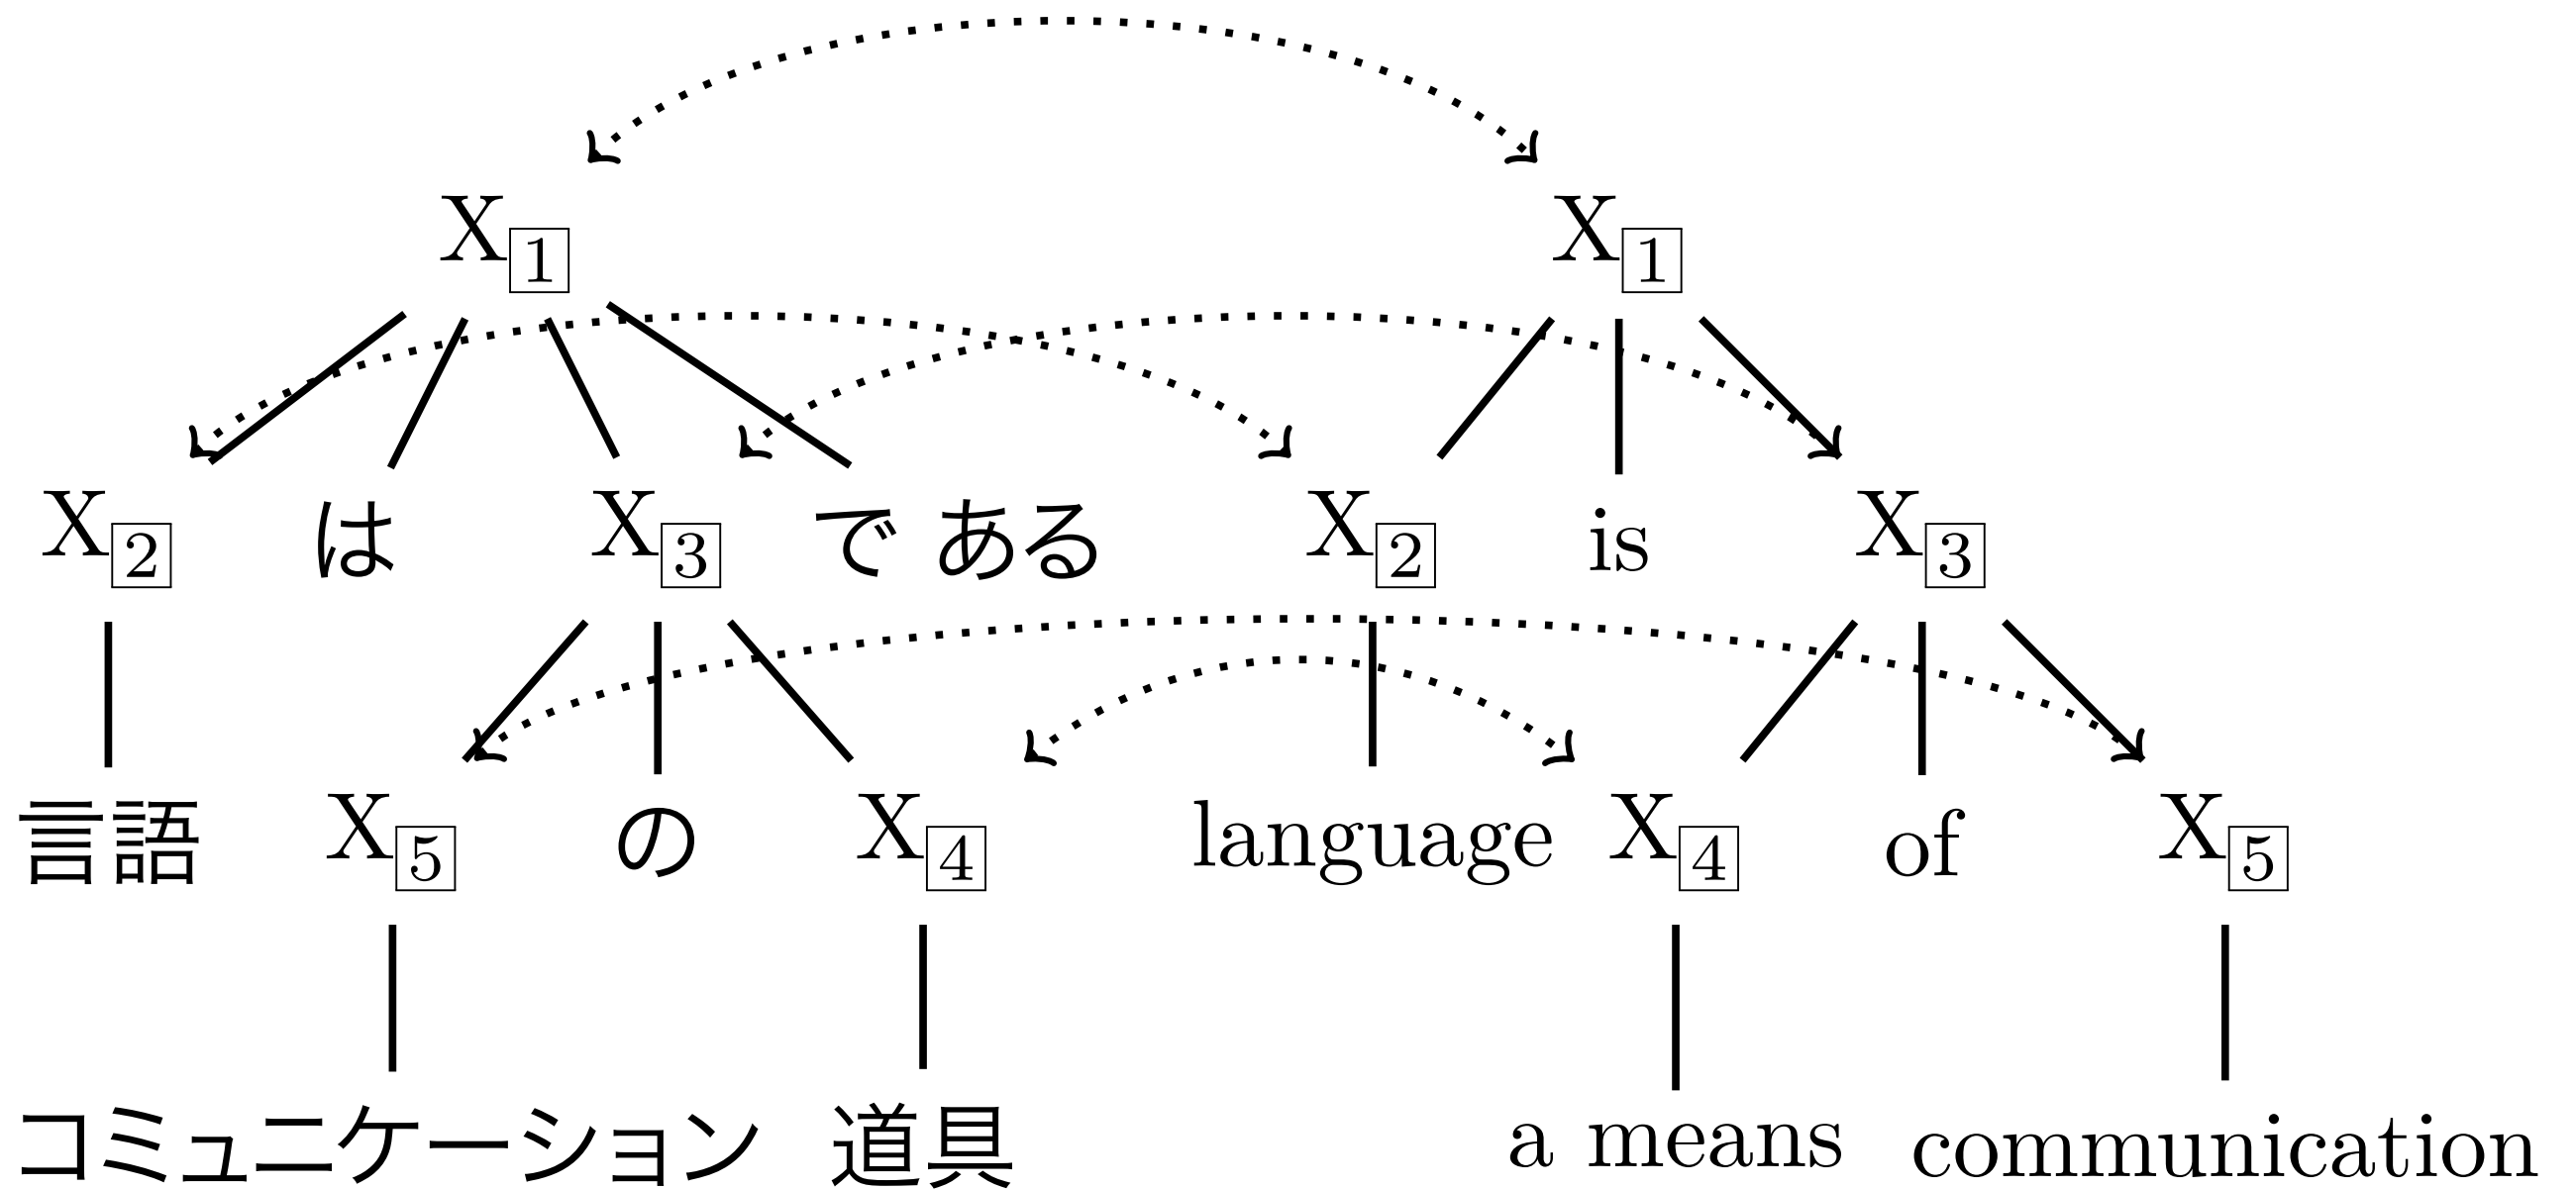 X1 X1
X2 は X3 で ある X2 is X3
言語 X5 の X4 language X4 of X5
コミュニケーション 道具 a means communication